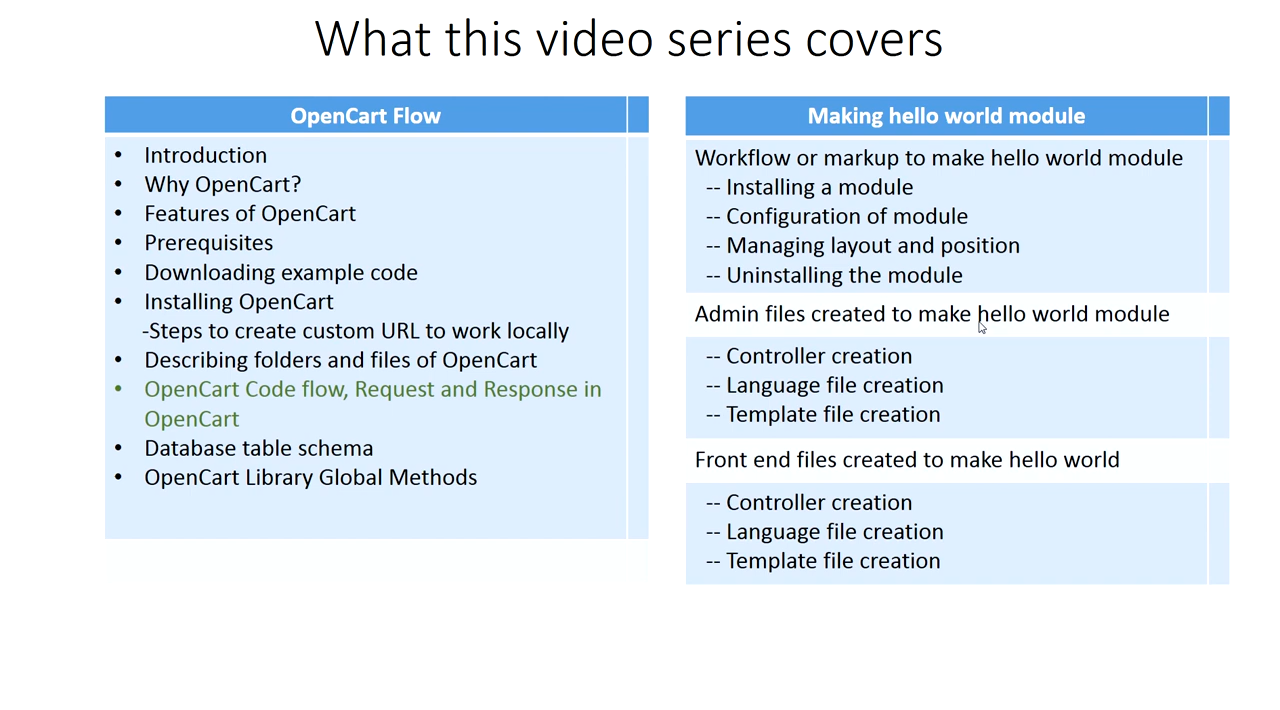 What this video series covers
OpenCart Flow
• Introduction
• Why OpenCart?
• Features of OpenCart
• Prerequisites
• Downloading example code
• Installing OpenCart
-Steps to create custom URL to work locally
• Describing folders and files of OpenCart
• OpenCart Code flow, Request and Response in
OpenCart
• Database table schema
• OpenCart Library Global Methods
Making hello world module
Workflow or markup to make hello world module
-- Installing a module
-- Configuration of module
-- Managing layout and position
-- Uninstalling the module
Admin files created to make hello world module
-- Controller creation
-- Language file creation
-- Template file creation
Front end files created to make hello world
-- Controller creation
-- Language file creation
-- Template file creation